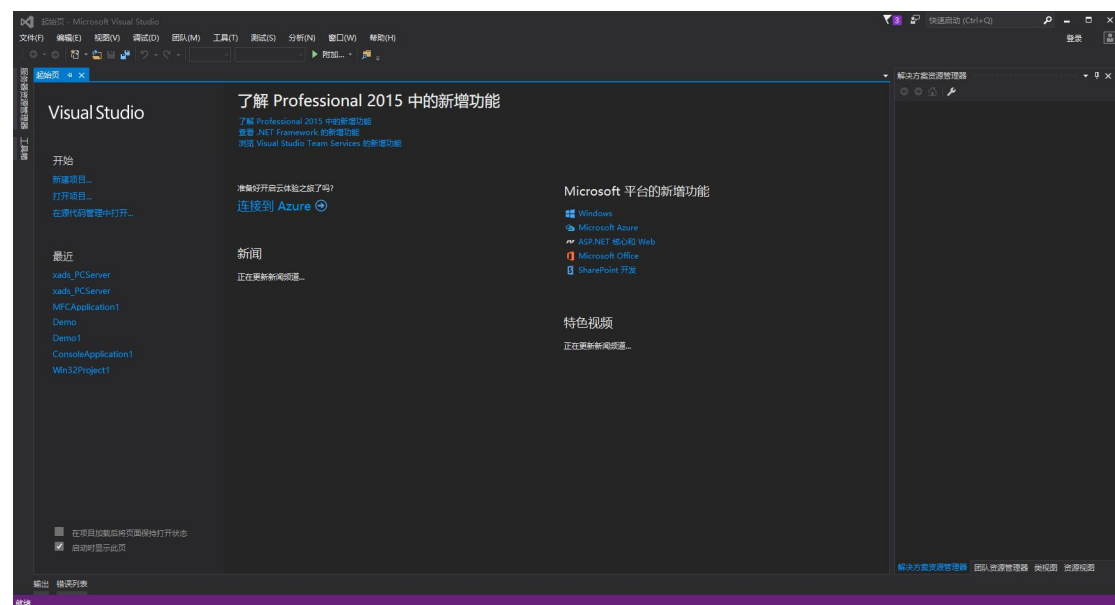 起始页 - Microsoft Visual Studio
3
快速启动 (Ctrl+Q)
文件(F) 编辑(E) 视图(V) 调试(D) 团队(M) 工具(T) 测试(S) 分析(N) 窗口(W) 帮助(H)
登录
附加...
服务器资源管理器
工具箱
起始页
解决方案资源管理器
Visual Studio
开始
新建项目...
打开项目...
在源代码管理中打开...
最近
xads_PCServer
xads_PCServer
MFCApplication1
Demo
Demo1
ConsoleApplication1
Win32Project1
在项目加载后将页面保持打开状态
启动时显示此页
了解 Professional 2015 中的新增功能
了解 Professional 2015 中的新增功能
查看 .NET Framework 的新增功能
浏览 Visual Studio Team Services 的新增功能
准备好开启云体验之旅了吗?
连接到 Azure
新闻
正在更新新闻频道...
Microsoft 平台的新增功能
Windows
Microsoft Azure
ASP.NET 核心和 Web
Microsoft Office
SharePoint 开发
特色视频
正在更新新闻频道...
解决方案资源管理器 团队资源管理器 类视图 资源视图
输出 错误列表
就绪